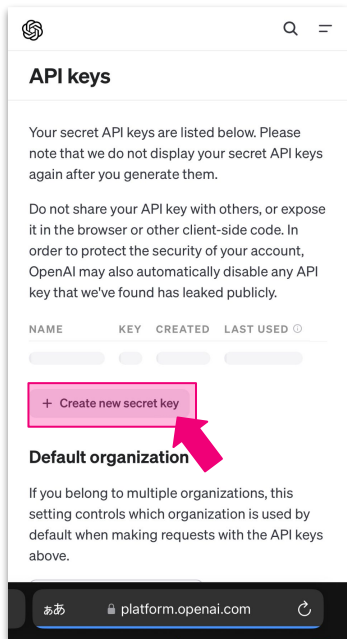 API keys
Your secret API keys are listed below. Please
note that we do not display your secret API keys
again after you generate them.
Do not share your API key with others, or expose
it in the browser or other client-side code. In
order to protect the security of your account,
OpenAI may also automatically disable any API
key that we've found has leaked publicly.
NAME KEY CREATED LAST USED
+ Create new secret key
Default organization
If you belong to multiple organizations, this
setting controls which organization is used by
default when making requests with the API keys
above.
ぁあ platform.openai.com